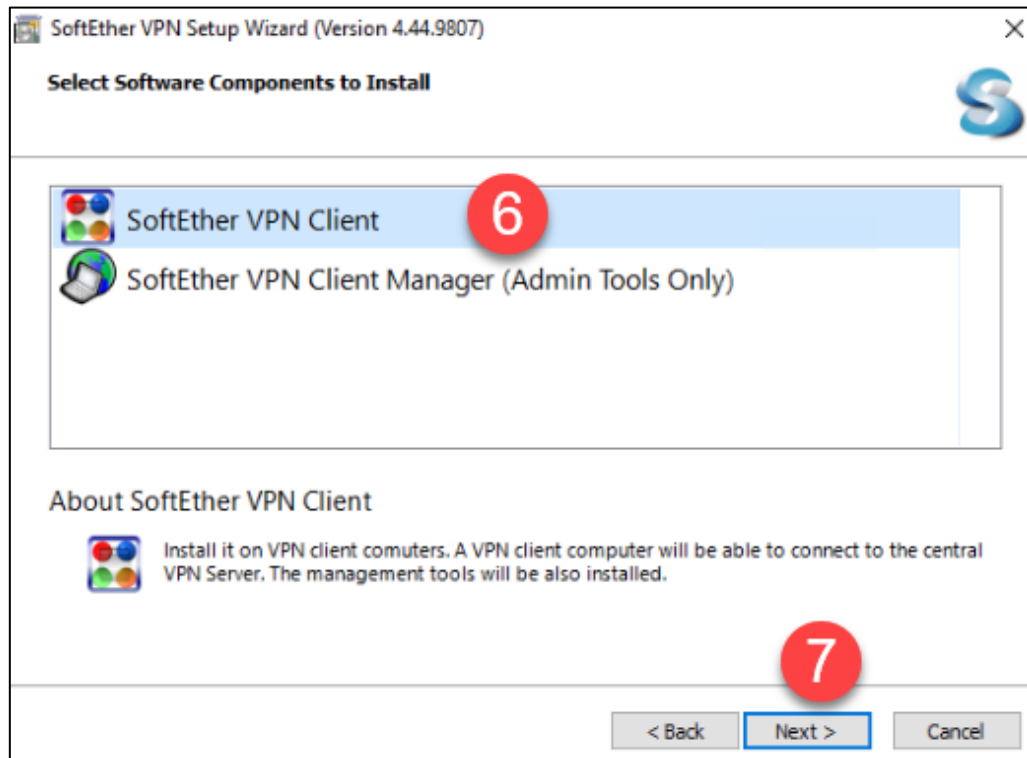 SoftEther VPN Setup Wizard (Version 4.44.9807)
Select Software Components to Install
SoftEther VPN Client
6
SoftEther VPN Client Manager (Admin Tools Only)
About SoftEther VPN Client
Install it on VPN client comuters. A VPN client computer will be able to connect to the central
VPN Server. The management tools will be also installed.
7
< Back
Next >
Cancel